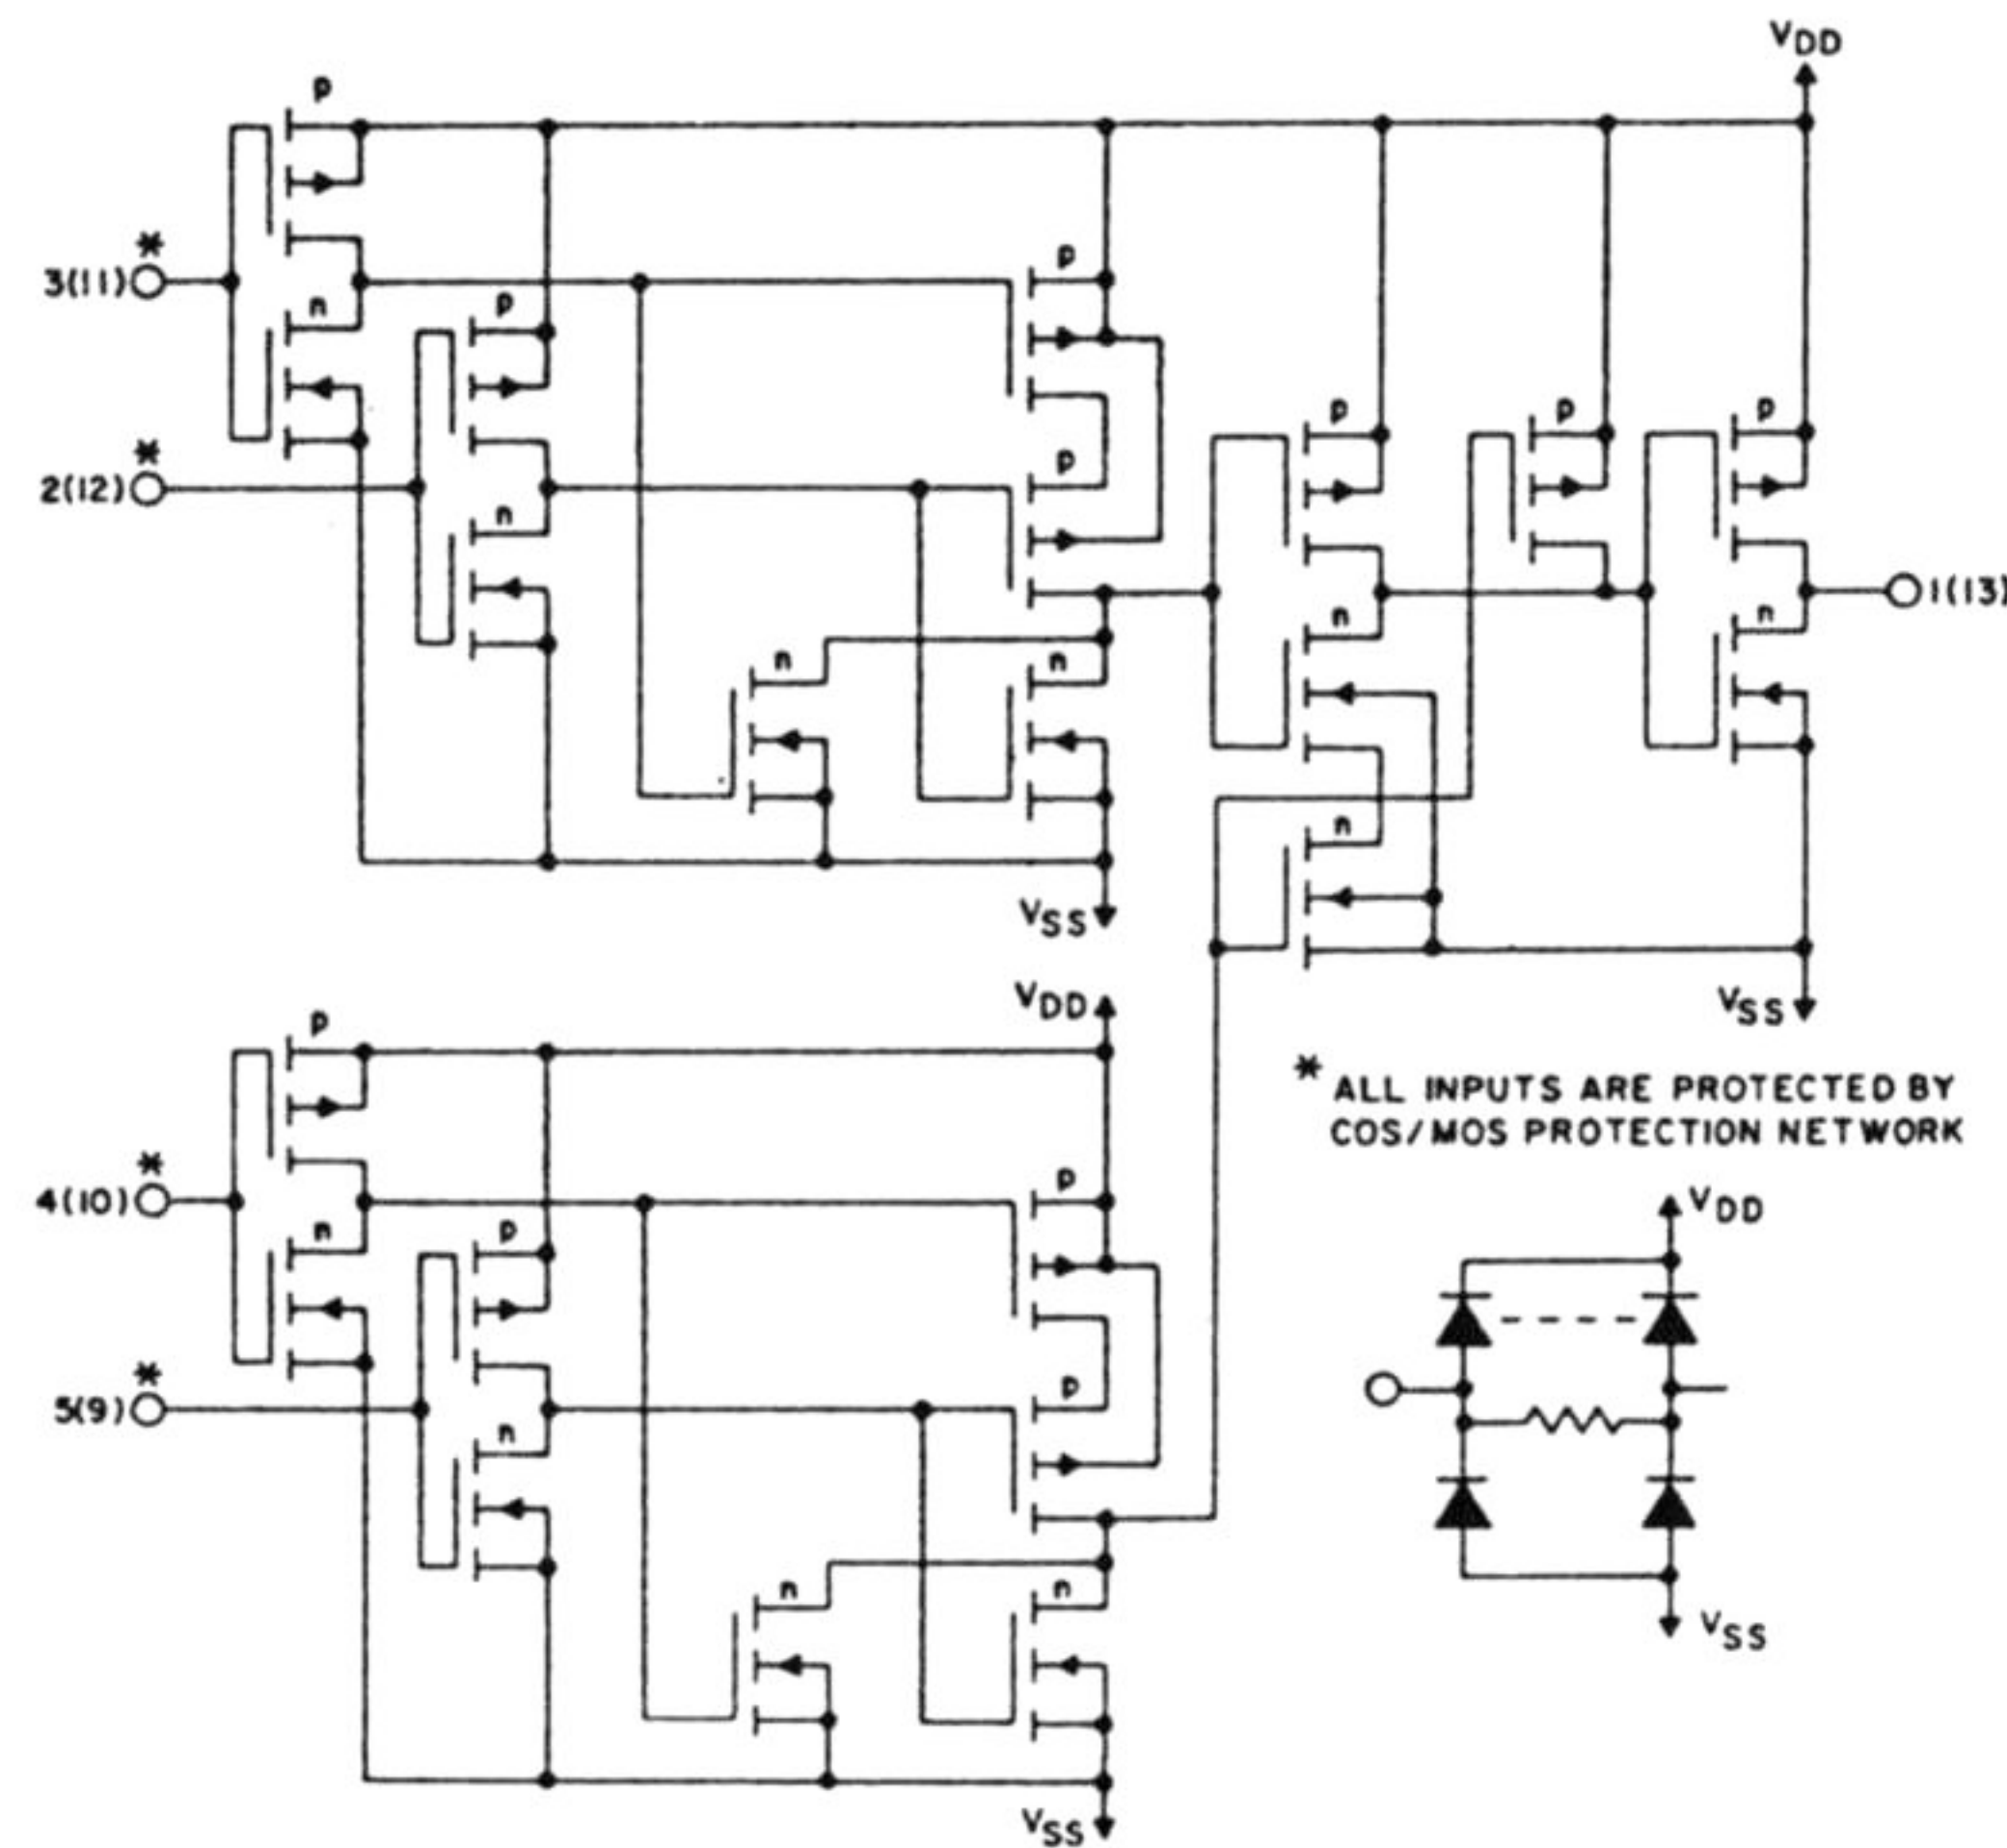 VDD
p
*
3(11)
n
p
p
*
2(12)
p
n
p
p
p
n
1(13)
n
n
n
n
VSS
VDD
VSS
p
* ALL INPUTS ARE PROTECTED BY
COS/MOS PROTECTION NETWORK
*
4(10)
p
VDD
n
p
*
5(9)
p
n
n
n
VSS
VSS